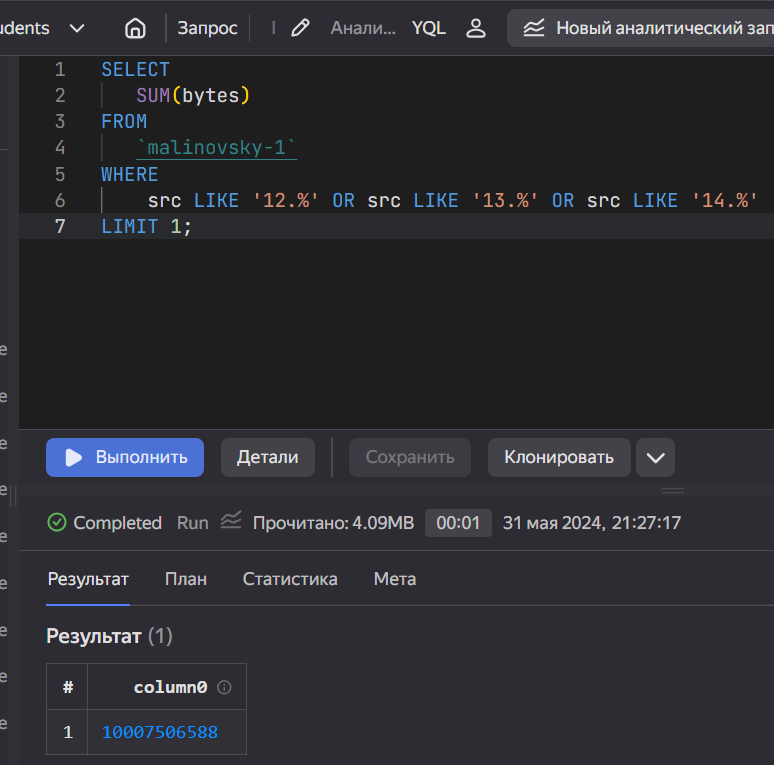 udents Запрос Анали... YQL Новый аналитический зап
1 SELECT
2 SUM(bytes)
3 FROM
4 `malinovsky-1`
5 WHERE
6 src LIKE '12.%' OR src LIKE '13.%' OR src LIKE '14.%'
7 LIMIT 1;
Выполнить Детали Сохранить Клонировать
Completed Run Прочитано: 4.09MB 00:01 31 мая 2024, 21:27:17
Результат План Статистика Мета
Результат (1)
# column0
1 10007506588